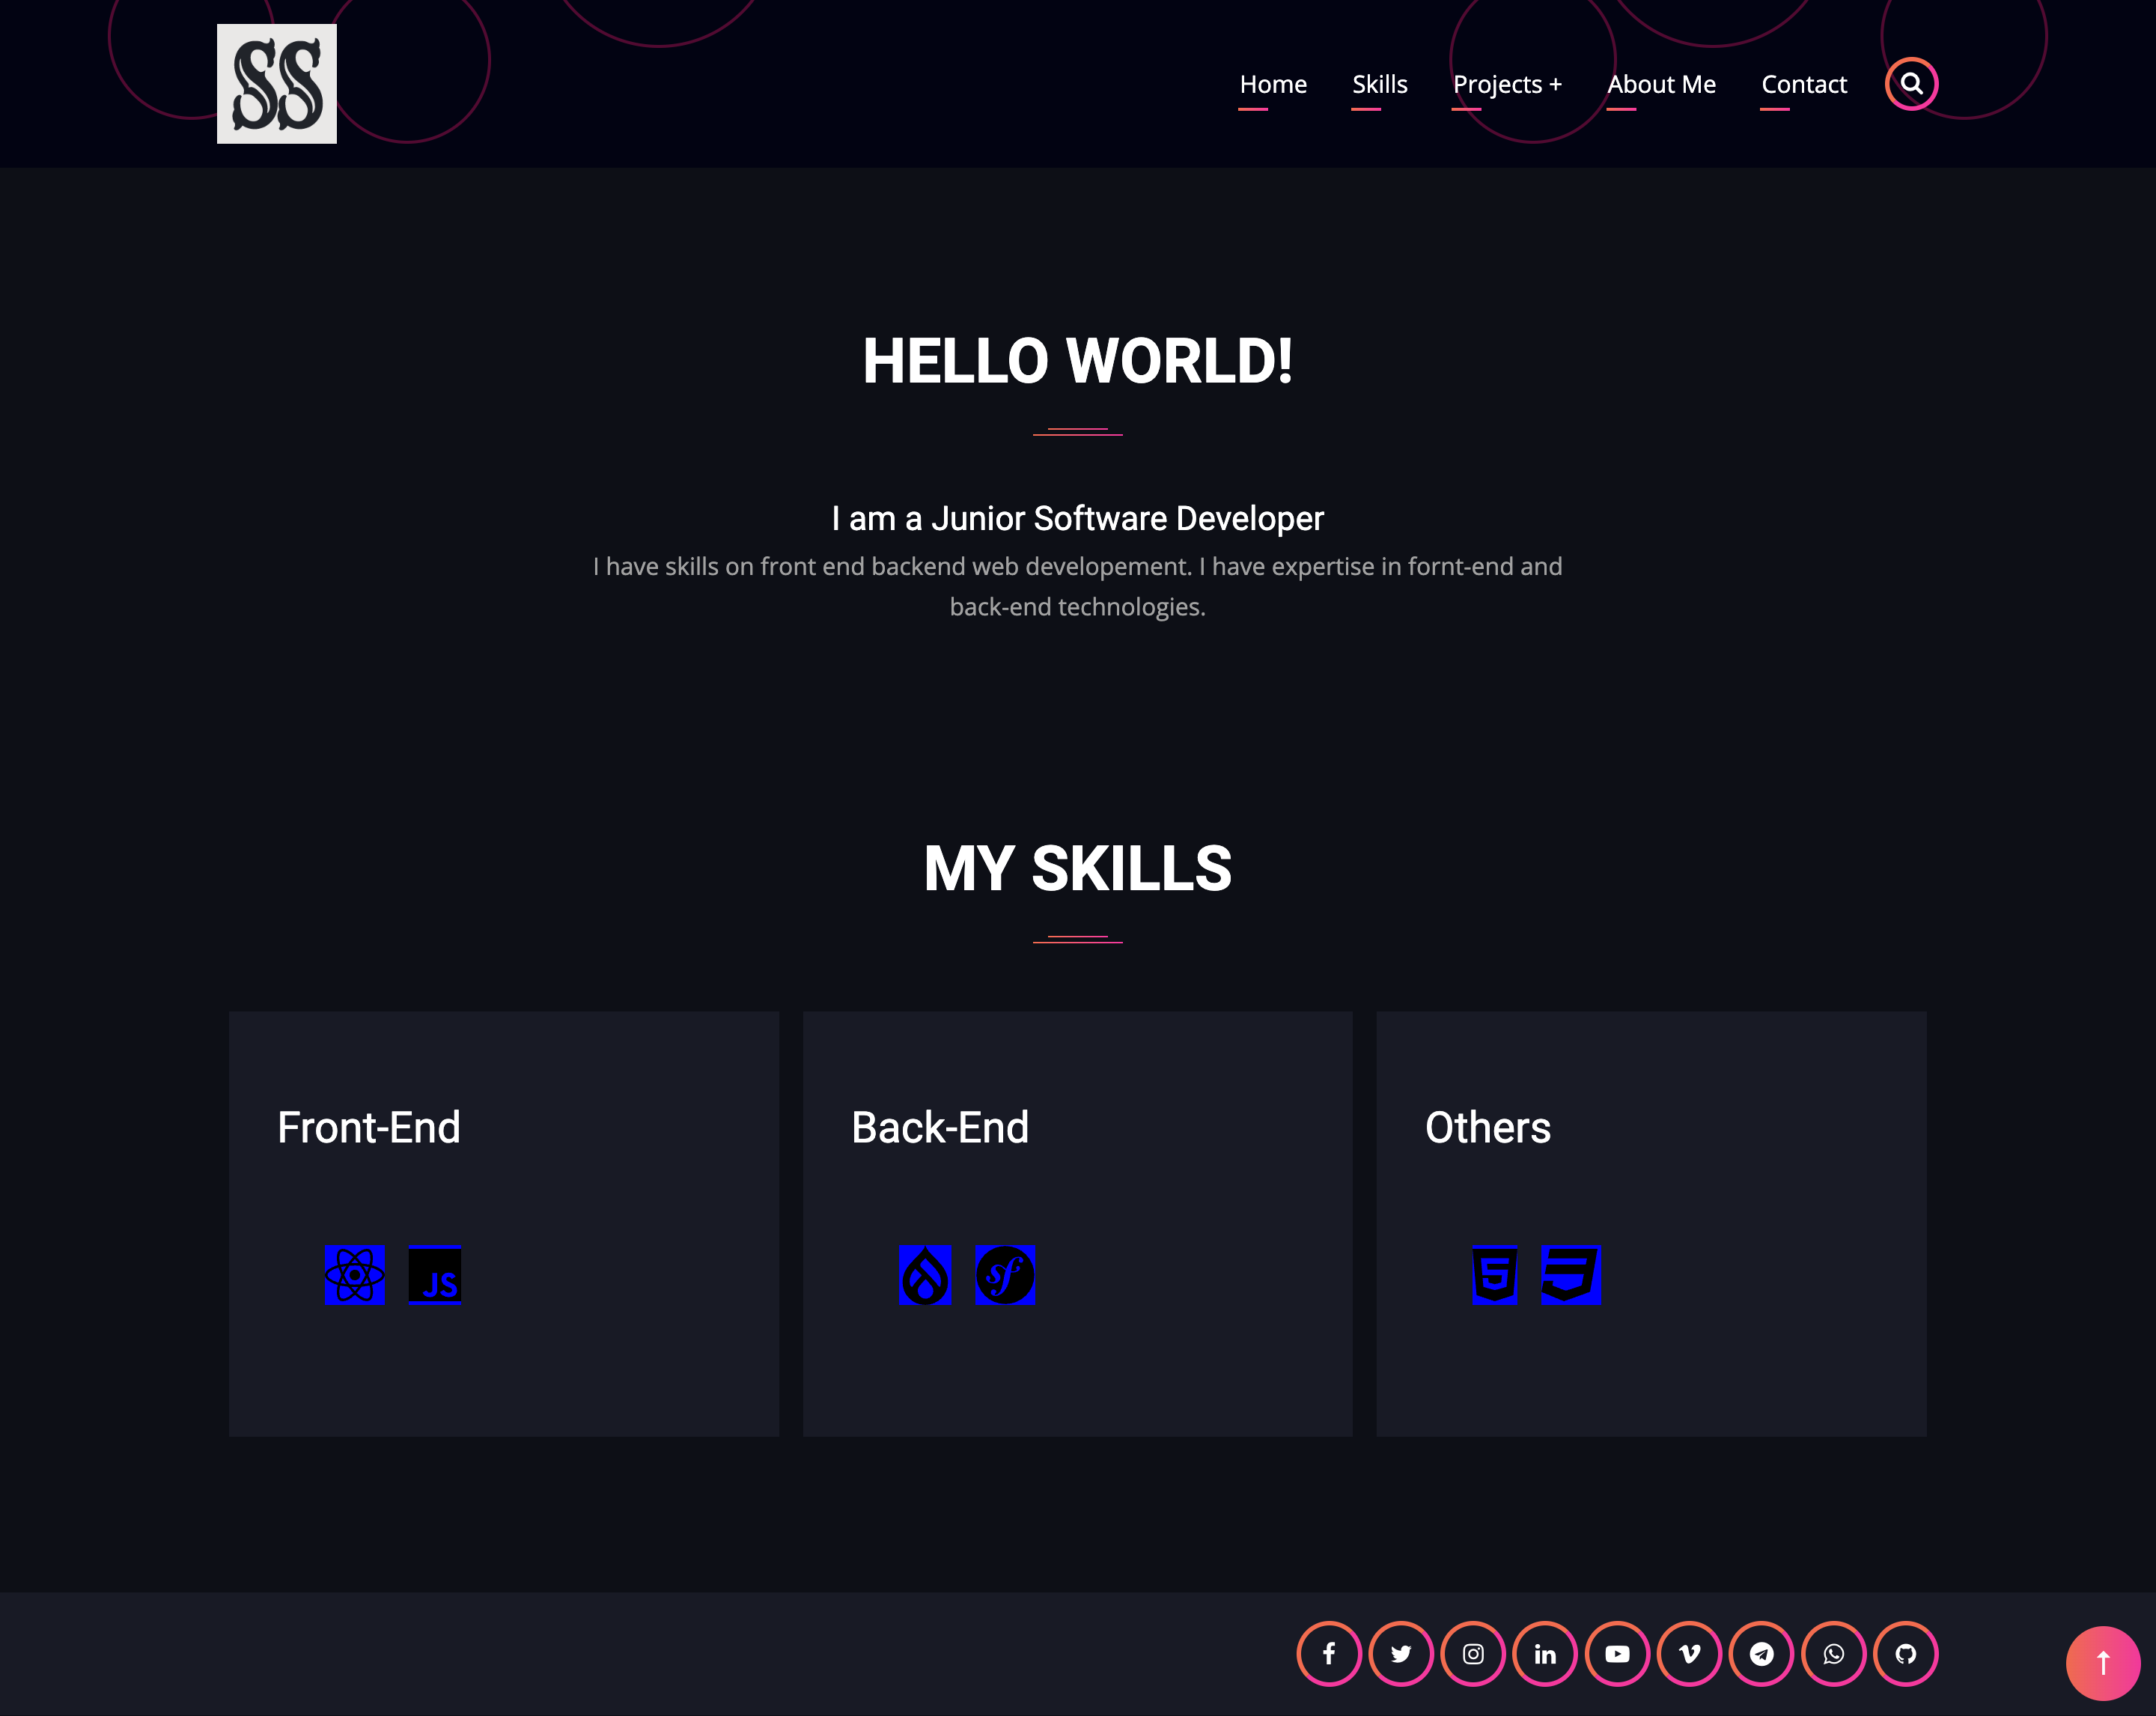 SS
Home Skills Projects + About Me Contact
HELLO WORLD!
I am a Junior Software Developer
I have skills on front end backend web developement. I have expertise in fornt-end and
back-end technologies.
MY SKILLS
Front-End
Back-End
Others
JS
sf
5